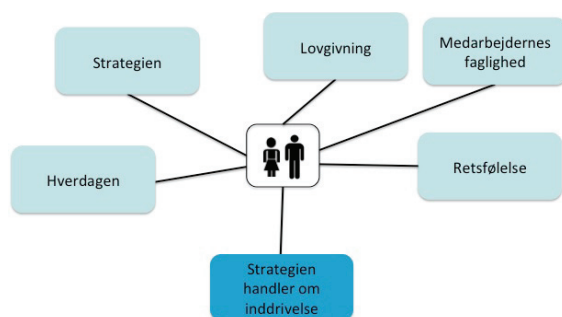 Strategien
Lovgivning
Medarbejdernes
faglighed
Hverdagen
Retsfølelse
Strategien
handler om
inddrivelse